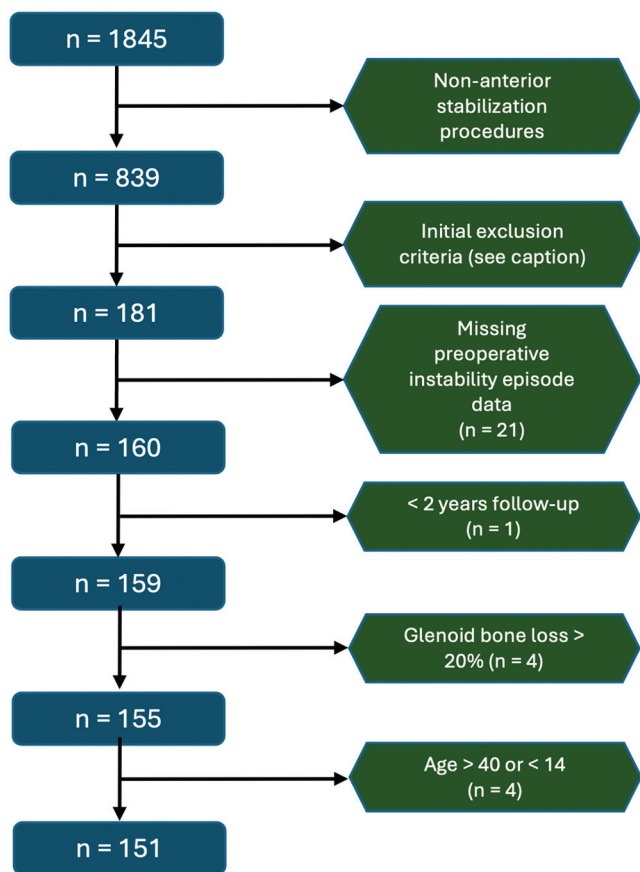 n = 1845
Non-anterior
stabilization
procedures
n = 839
Initial exclusion
criteria (see caption)
n = 181
Missing
preoperative
instability episode
data
(n = 21)
n = 160
< 2 years follow-up
(n = 1)
n = 159
Glenoid bone loss >
20% (n = 4)
n = 155
Age > 40 or < 14
(n = 4)
n = 151